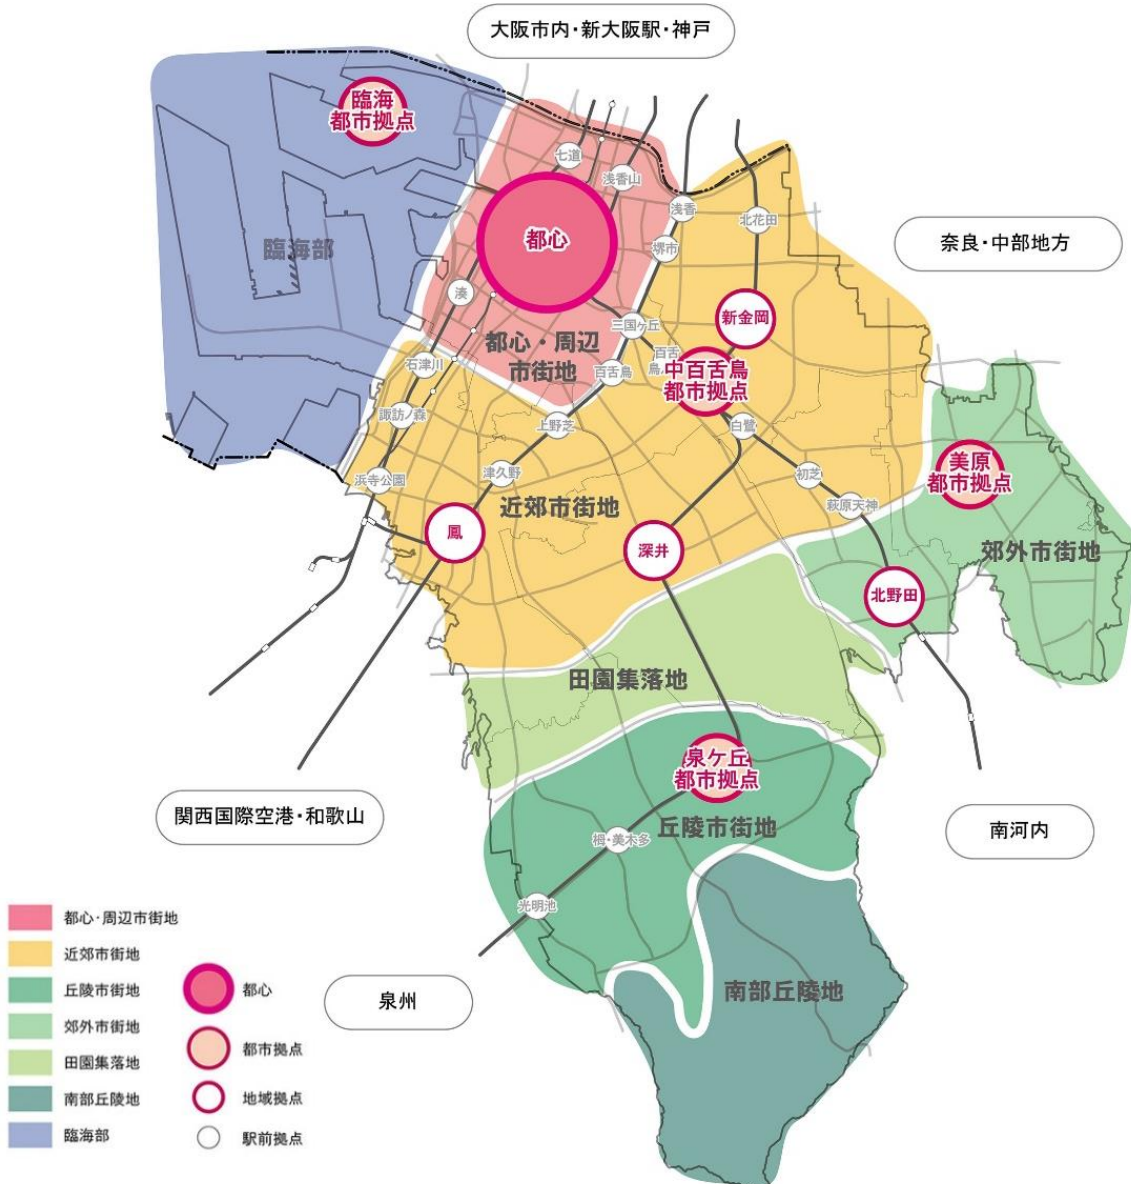 大阪市内・新大阪駅・神戸
臨海
都市拠点
七道
浅香山
浅香
北花田
都心
堺市
奈良・中部地方
臨海部
湊
新金岡
三国ヶ丘
都心・周辺
市街地
百舌
鳥
百舌鳥
石津川
中百舌鳥
都市拠点
諏訪ノ森
上野芝
白鷺
美原
都市拠点
浜寺公園
津久野
初芝
萩原天神
近郊市街地
鳳
深井
郊外市街地
北野田
田園集落地
泉ケ丘
都市拠点
関西国際空港・和歌山
丘陵市街地
南河内
栂・美木多
光明池
南部丘陵地
泉州
都心・周辺市街地
近郊市街地
丘陵市街地
郊外市街地
田園集落地
南部丘陵地
臨海部
都心
都市拠点
地域拠点
駅前拠点